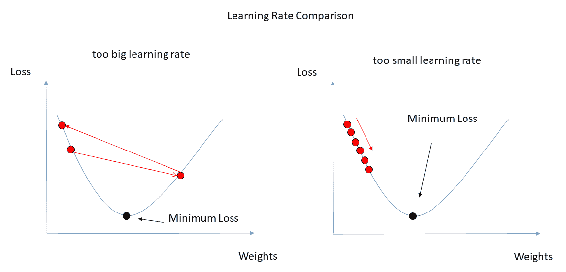 Learning Rate Comparison
too big learning rate
Loss
Minimum Loss
Weights
too small learning rate
Loss
Minimum Loss
Weights